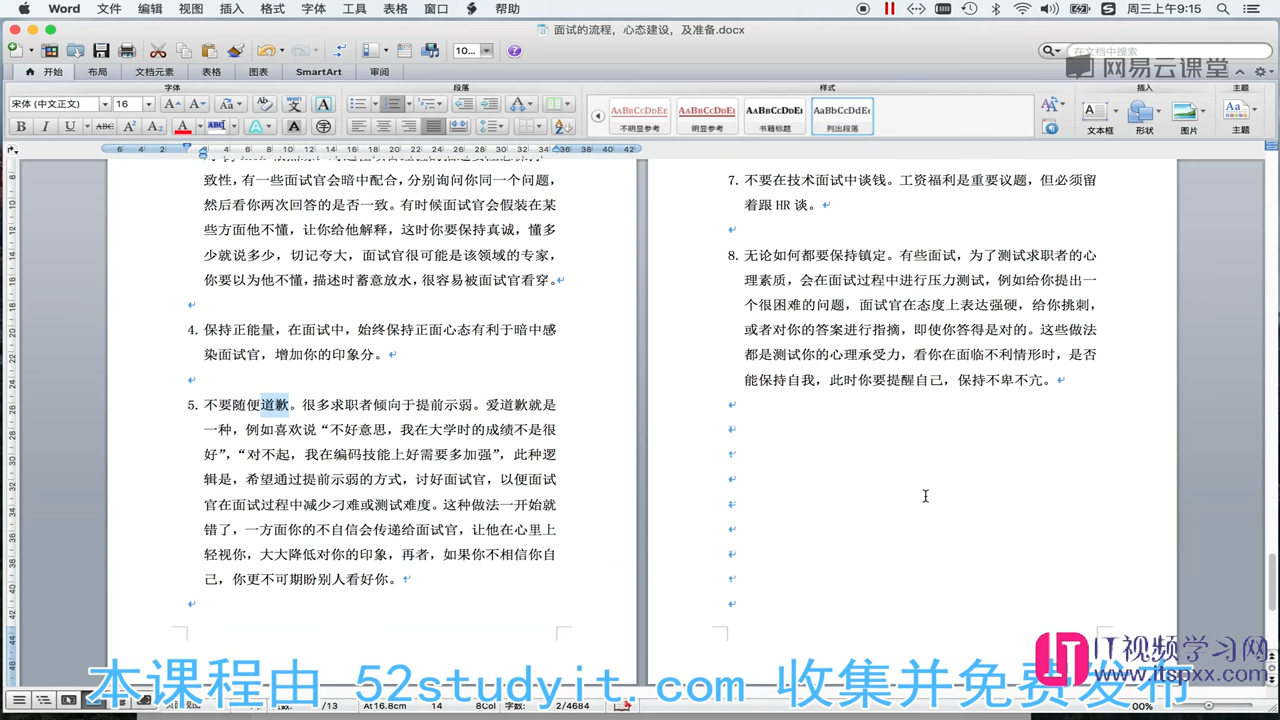 Word 文件 编辑 视图 插入 格式 字体 工具 表格 窗口 帮助
周三上午9:15
面试的流程，心态建设，及准备.docx
10...
在文档中搜索
网易云课堂
开始 布局 文档元素 表格 图表 SmartArt 审阅
字体 段落 样式 插入 主题
宋体 (中文正文) 16
AABBCCDDEE AABBCCDDEE AABBCCDDEE AaBbCcDdEe
不明显参考 明显参考 书籍标题 列出段落
文本框 形状 图片 主题
致性，有一些面试官会暗中配合，分别询问你同一个问题，
然后看你两次回答的是否一致。有时候面试官会假装在某
些方面他不懂，让你给他解释，这时你要保持真诚，懂多
少就说多少，切记夸大，面试官很可能是该领域的专家，
你要以为他不懂，描述时蓄意放水，很容易被面试官看穿。
4. 保持正能量，在面试中，始终保持正面心态有利于暗中感
染面试官，增加你的印象分。
5. 不要随便道歉。很多求职者倾向于提前示弱。爱道歉就是
一种，例如喜欢说“不好意思，我在大学时的成绩不是很
好”，“对不起，我在编码技能上好需要多加强”，此种逻
辑是，希望通过提前示弱的方式，讨好面试官，以便面试
官在面试过程中减少刁难或测试难度。这种做法一开始就
错了，一方面你的不自信会传递给面试官，让他在心里上
轻视你，大大降低对你的印象，再者，如果你不相信你自
己，你更不可期盼别人看好你。
7. 不要在技术面试中谈钱。工资福利是重要议题，但必须留
着跟 HR 谈。
8. 无论如何都要保持镇定。有些面试，为了测试求职者的心
理素质，会在面试过程中进行压力测试，例如给你提出一
个很困难的问题，面试官在态度上表达强硬，给你挑刺，
或者对你的答案进行指摘，即使你答得是对的。这些做法
都是测试你的心理承受力，看你在面临不利情形时，是否
能保持自我，此时你要提醒自己，保持不卑不亢。
IT视频学习网
www.itspxx.com
本课程由 52studyit.com 收集并免费发布
/13 At16.8cm 14 8Col 字数: 2/4684